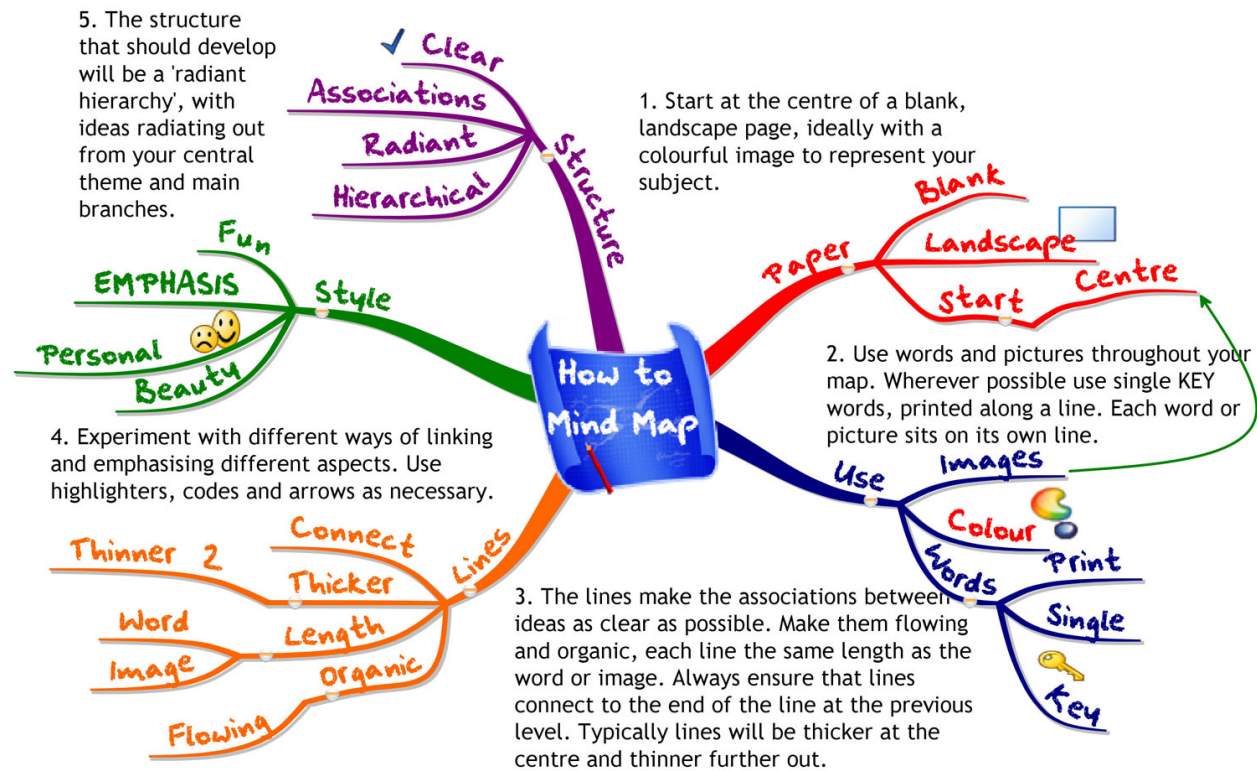 How to
Mind Map
1. Start at the centre of a blank,
landscape page, ideally with a
colourful image to represent your
subject.
Paper
Blank
Landscape
Start
Centre
2. Use words and pictures throughout your
map. Wherever possible use single KEY
words, printed along a line. Each word or
picture sits on its own line.
Use
Images
Colour
Words
Print
Single
Key
3. The lines make the associations between
ideas as clear as possible. Make them flowing
and organic, each line the same length as the
word or image. Always ensure that lines
connect to the end of the line at the previous
level. Typically lines will be thicker at the
centre and thinner further out.
Lines
Connect
Thicker
Thinner 2
Length
Word
Image
Organic
Flowing
4. Experiment with different ways of linking
and emphasising different aspects. Use
highlighters, codes and arrows as necessary.
Style
Fun
EMPHASIS
Personal
Beauty
5. The structure
that should develop
will be a 'radiant
hierarchy', with
ideas radiating out
from your central
theme and main
branches.
Structure
Clear
Associations
Radiant
Hierarchical